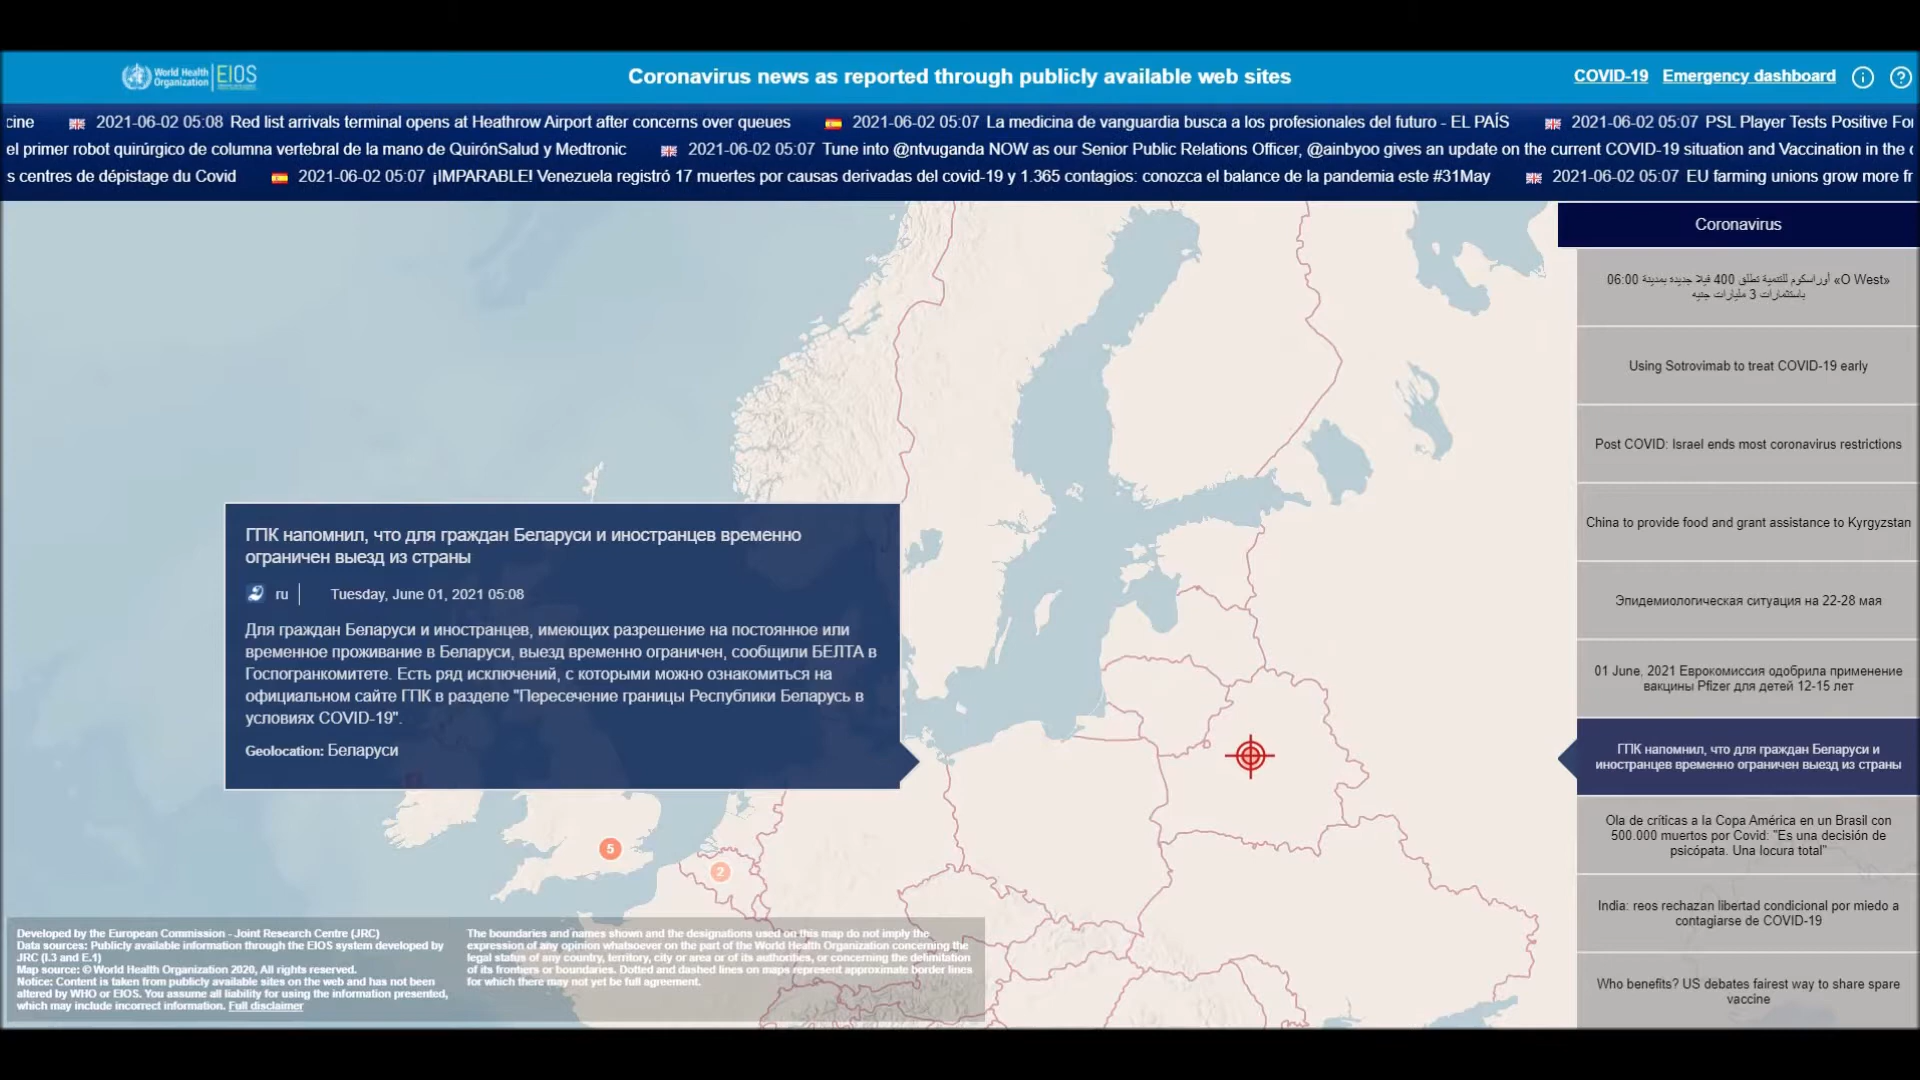 World Health
Organization
EIOS
Coronavirus news as reported through publicly available web sites
COVID-19
Emergency dashboard
cine 2021-06-02 05:08 Red list arrivals terminal opens at Heathrow Airport after concerns over queues 2021-06-02 05:07 La medicina de vanguardia busca a los profesionales del futuro - EL PAÍS 2021-06-02 05:07 PSL Player Tests Positive For
el primer robot quirúrgico de columna vertebral de la mano de QuirónSalud y Medtronic 2021-06-02 05:07 Tune into @ntvuganda NOW as our Senior Public Relations Officer, @ainbyoo gives an update on the current COVID-19 situation and Vaccination in the
s centres de dépistage du Covid 2021-06-02 05:07 ¡IMPARABLE! Venezuela registró 17 muertes por causas derivadas del covid-19 y 1.365 contagios: conozca el balance de la pandemia este #31May 2021-06-02 05:07 EU farming unions grow more fr
Coronavirus
06:00 أوراسكوم للتنمية تطلق 400 فيلا جديده بمدينة «O West»
باستثمارات 3 مليارات جنيه
Using Sotrovimab to treat COVID-19 early
Post COVID: Israel ends most coronavirus restrictions
China to provide food and grant assistance to Kyrgyzstan
Эпидемиологическая ситуация на 22-28 мая
01 June, 2021 Еврокомиссия одобрила применение
вакцины Pfizer для детей 12-15 лет
ГПК напомнил, что для граждан Беларуси и
иностранцев временно ограничен выезд из страны
Ola de críticas a la Copa América en un Brasil con
500.000 muertos por Covid: "Es una decisión de
psicópata. Una locura total"
India: reos rechazan libertad condicional por miedo a
contagiarse de COVID-19
Who benefits? US debates fairest way to share spare
vaccine
ГПК напомнил, что для граждан Беларуси и иностранцев временно
ограничен выезд из страны
ru Tuesday, June 01, 2021 05:08
Для граждан Беларуси и иностранцев, имеющих разрешение на постоянное или
временное проживание в Беларуси, выезд временно ограничен, сообщили БЕЛТА в
Госпогранкомитете. Есть ряд исключений, с которыми можно ознакомиться на
официальном сайте ГПК в разделе "Пересечение границы Республики Беларусь в
условиях COVID-19".
Geolocation: Беларуси
5
2
Developed by the European Commission - Joint Research Centre (JRC)
Data sources: Publicly available information through the EIOS system developed by
JRC (I.3 and E.1)
Map source: © World Health Organization 2020, All rights reserved.
Notice: Content is taken from publicly available sites on the web and has not been
altered by WHO or EIOS. You assume all liability for using the information presented,
which may include incorrect information. Full disclaimer
The boundaries and names shown and the designations used on this map do not imply the
expression of any opinion whatsoever on the part of the World Health Organization concerning the
legal status of any country, territory, city or area or of its authorities, or concerning the delimitation
of its frontiers or boundaries. Dotted and dashed lines on maps represent approximate border lines
for which there may not yet be full agreement.